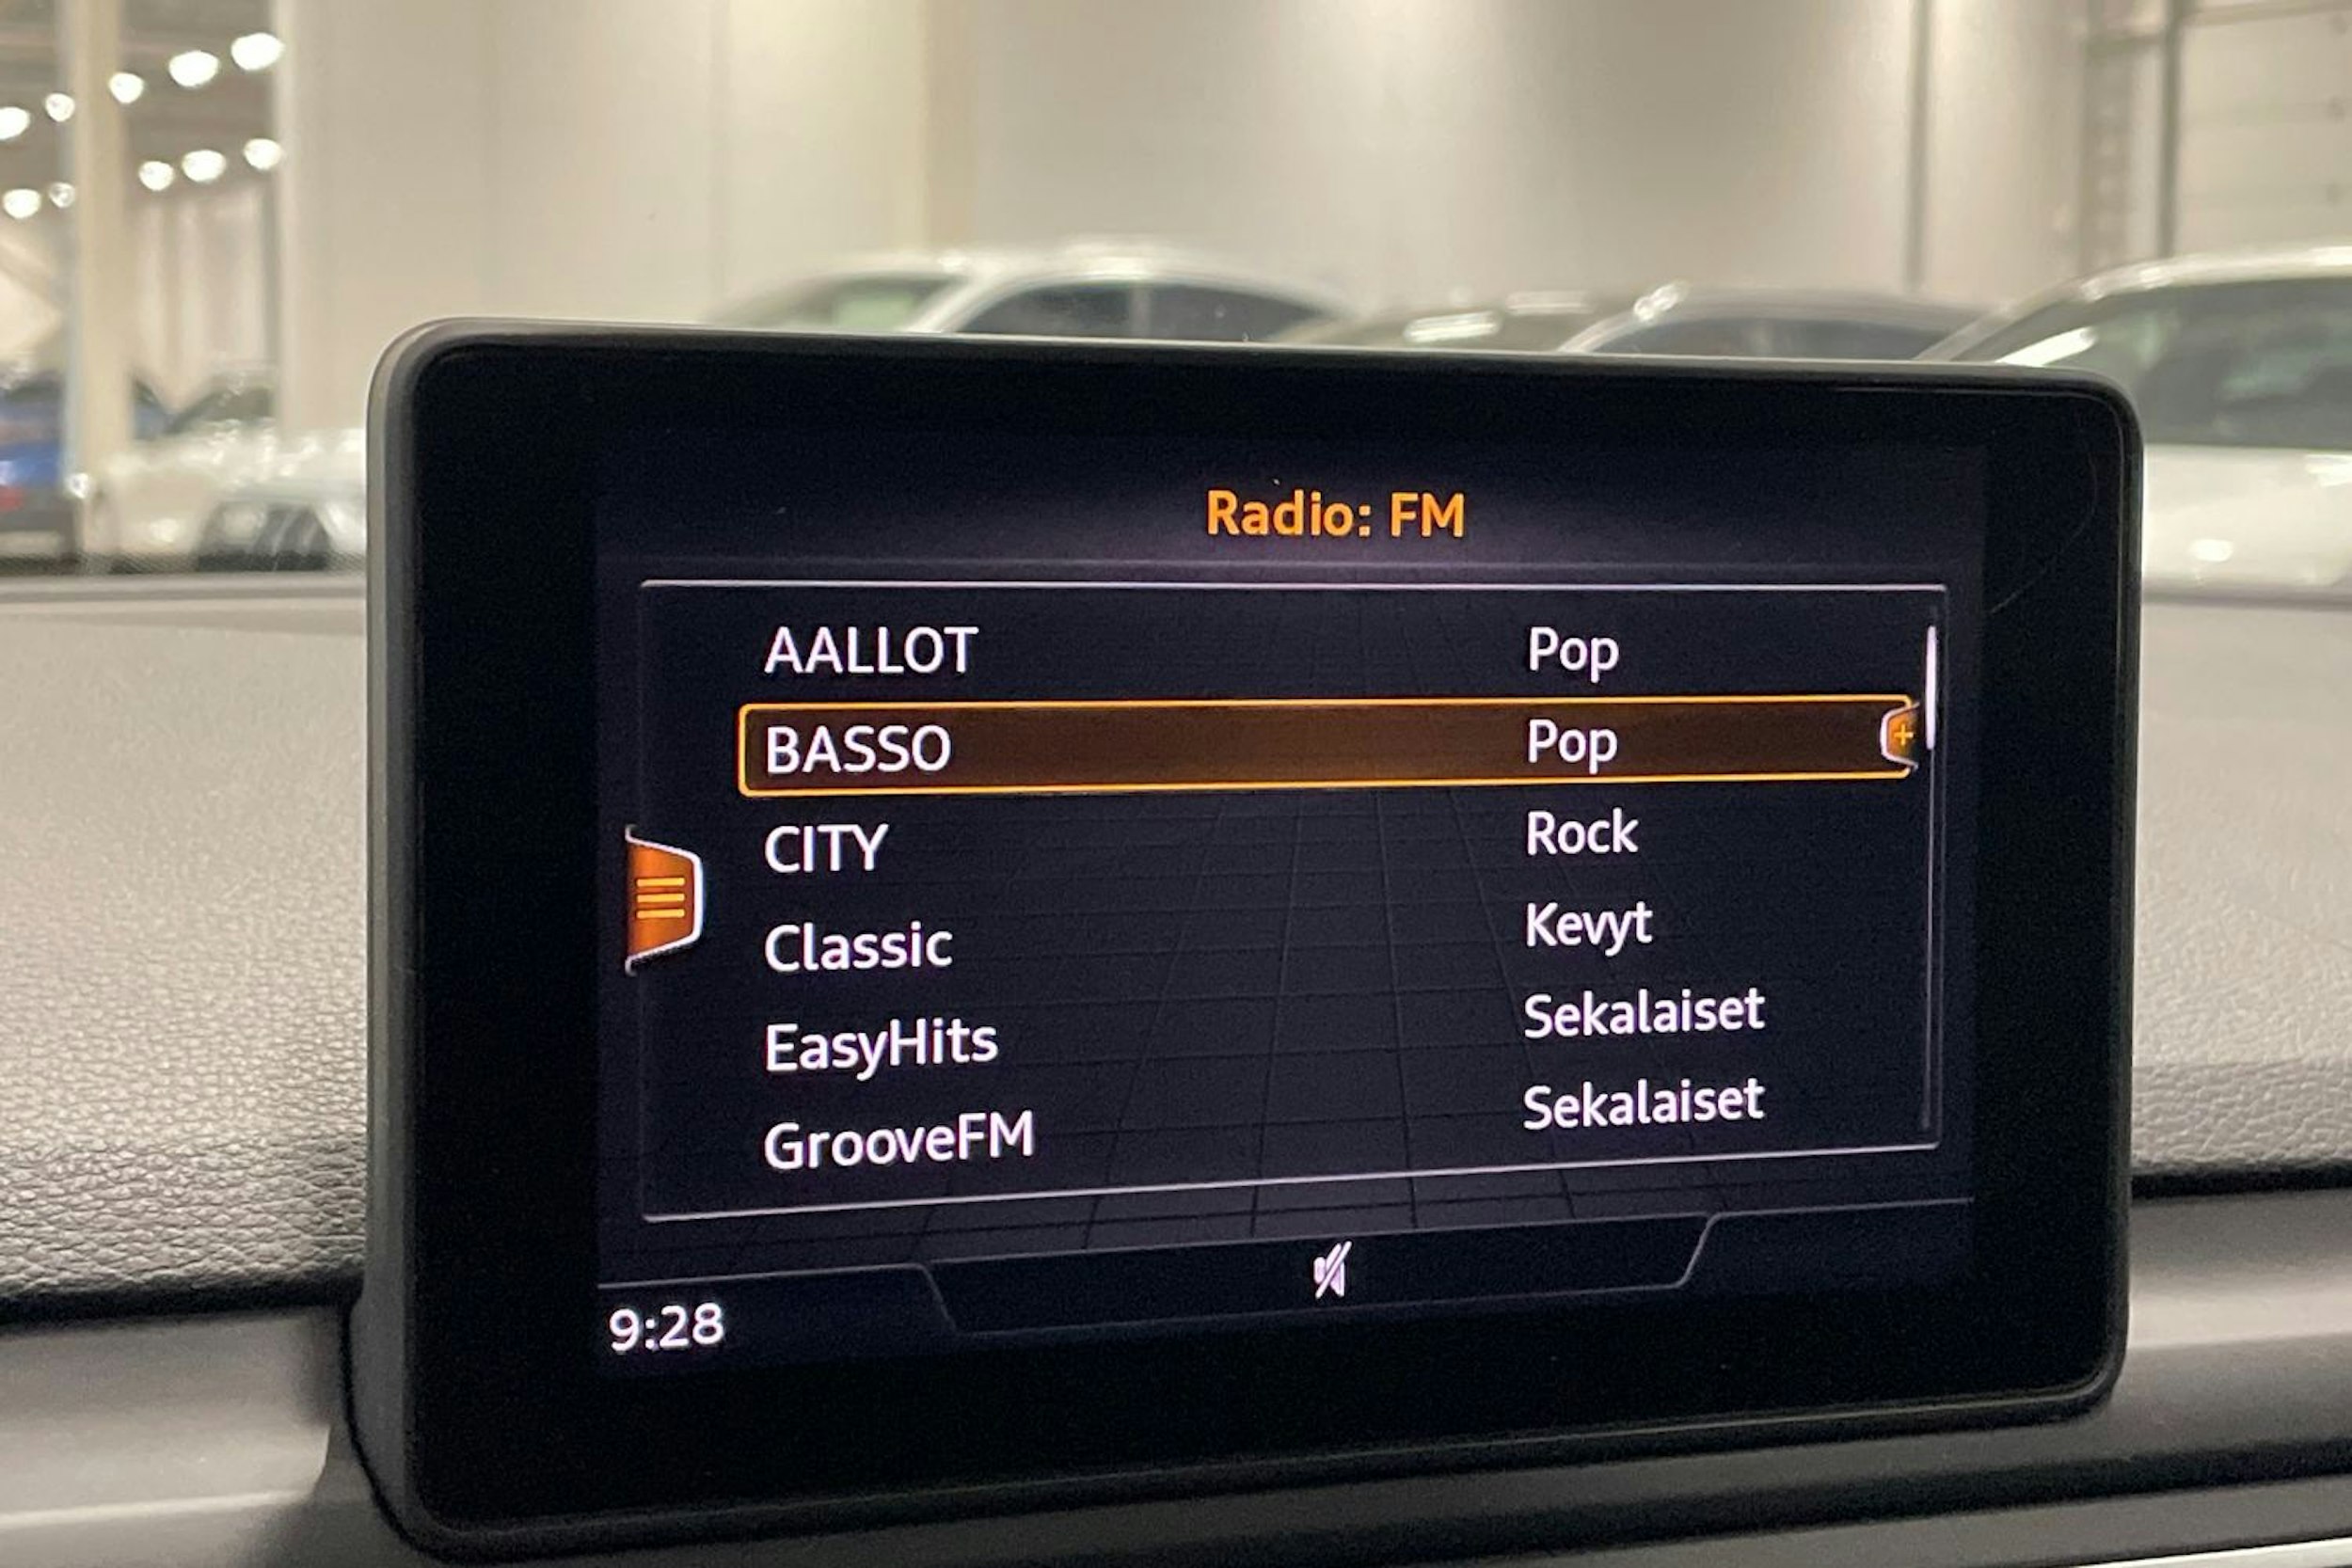 Radio: FM
AALLOT Pop
BASSO Pop
CITY Rock
Classic Kevyt
EasyHits Sekalaiset
GrooveFM Sekalaiset
9:28